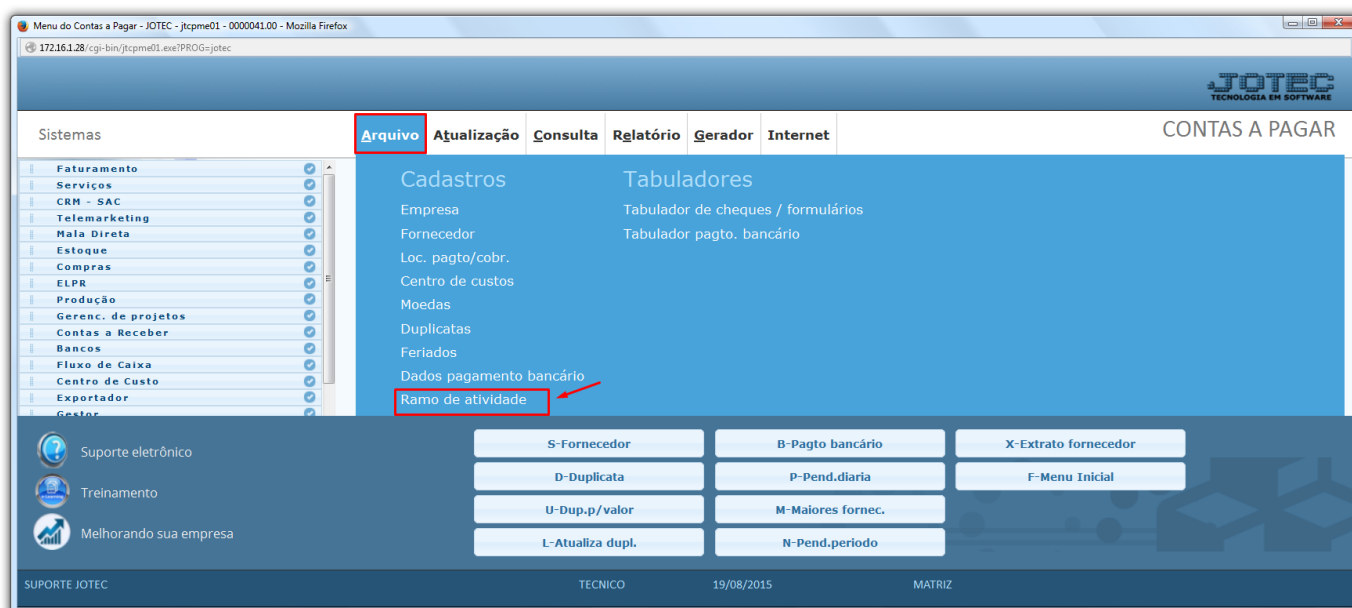 Menu do Contas a Pagar - JOTEC - jtcpme01 - 0000041.00 - Mozilla Firefox
172.16.1.28/cgi-bin/jtcpme01.exe?PROG=jotec
JOTEC
TECNOLOGIA EM SOFTWARE
Sistemas
Arquivo Atualização Consulta Relatório Gerador Internet
CONTAS A PAGAR
Faturamento
Serviços
CRM - SAC
Telemarketing
Mala Direta
Estoque
Compras
ELPR
Produção
Gerenc. de projetos
Contas a Receber
Bancos
Fluxo de Caixa
Centro de Custo
Exportador
Gestor
Cadastros
Empresa
Fornecedor
Loc. pagto/cobr.
Centro de custos
Moedas
Duplicatas
Feriados
Dados pagamento bancário
Ramo de atividade
Tabuladores
Tabulador de cheques / formulários
Tabulador pagto. bancário
Suporte eletrônico
Treinamento
Melhorando sua empresa
S-Fornecedor B-Pagto bancário X-Extrato fornecedor
D-Duplicata P-Pend.diaria F-Menu Inicial
U-Dup.p/valor M-Maiores fornec.
L-Atualiza dupl. N-Pend.periodo
SUPORTE JOTEC TECNICO 19/08/2015 MATRIZ